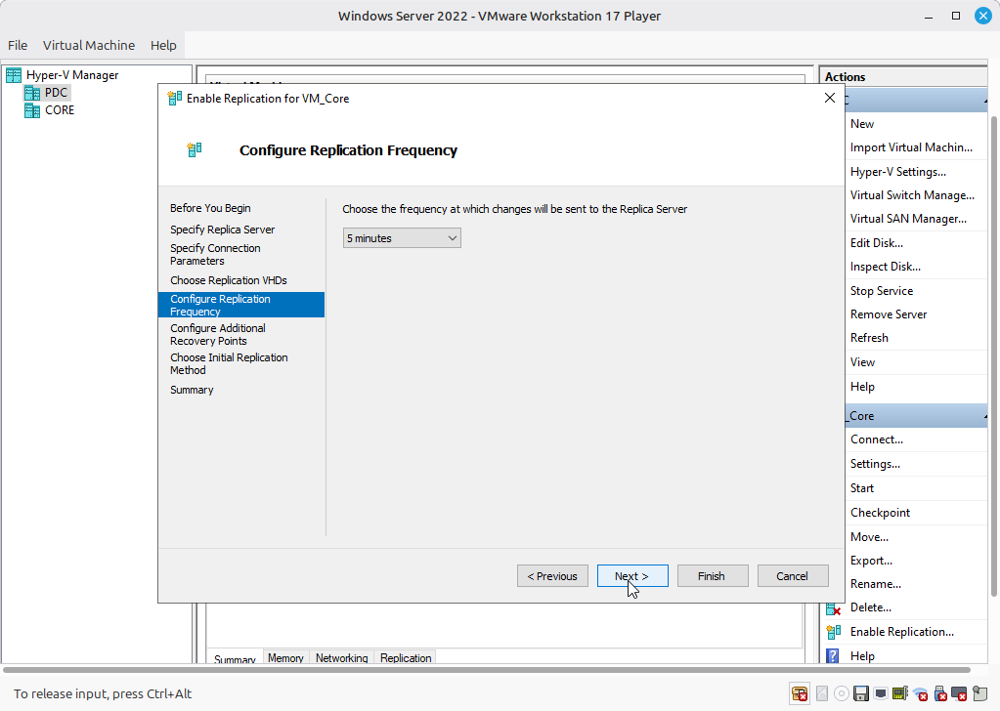 Windows Server 2022 - VMware Workstation 17 Player
File Virtual Machine Help
Hyper-V Manager
PDC
CORE
Enable Replication for VM_Core
Configure Replication Frequency
Before You Begin
Specify Replica Server
Specify Connection
Parameters
Choose Replication VHDs
Configure Replication
Frequency
Configure Additional
Recovery Points
Choose Initial Replication
Method
Summary
Choose the frequency at which changes will be sent to the Replica Server
5 minutes
< Previous
Next >
Finish
Cancel
Summary Memory Networking Replication
Actions
New
Import Virtual Machin...
Hyper-V Settings...
Virtual Switch Manage...
Virtual SAN Manager...
Edit Disk...
Inspect Disk...
Stop Service
Remove Server
Refresh
View
Help
_Core
Connect...
Settings...
Start
Checkpoint
Move...
Export...
Rename...
Delete...
Enable Replication...
Help
To release input, press Ctrl+Alt